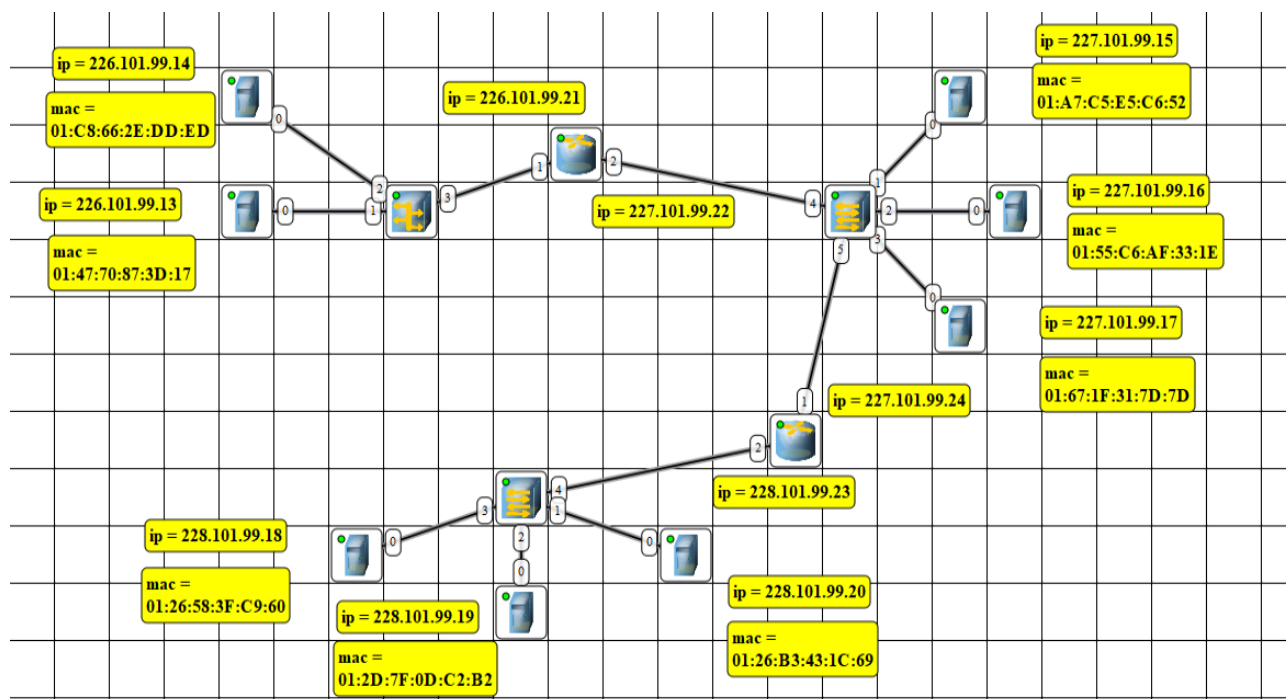 ip = 226.101.99.14
mac =
01:C8:66:2E:DD:ED
0
ip = 226.101.99.13
mac =
01:47:70:87:3D:17
0
2
1
3
ip = 226.101.99.21
1
2
ip = 227.101.99.22
4
1
2
3
5
ip = 227.101.99.15
mac =
01:A7:C5:E5:C6:52
0
ip = 227.101.99.16
mac =
01:55:C6:AF:33:1E
0
ip = 227.101.99.17
mac =
01:67:1F:31:7D:7D
0
1
ip = 227.101.99.24
2
ip = 228.101.99.23
4
1
3
2
0
ip = 228.101.99.18
mac =
01:26:58:3F:C9:60
0
ip = 228.101.99.19
mac =
01:2D:7F:0D:C2:B2
0
ip = 228.101.99.20
mac =
01:26:B3:43:1C:69